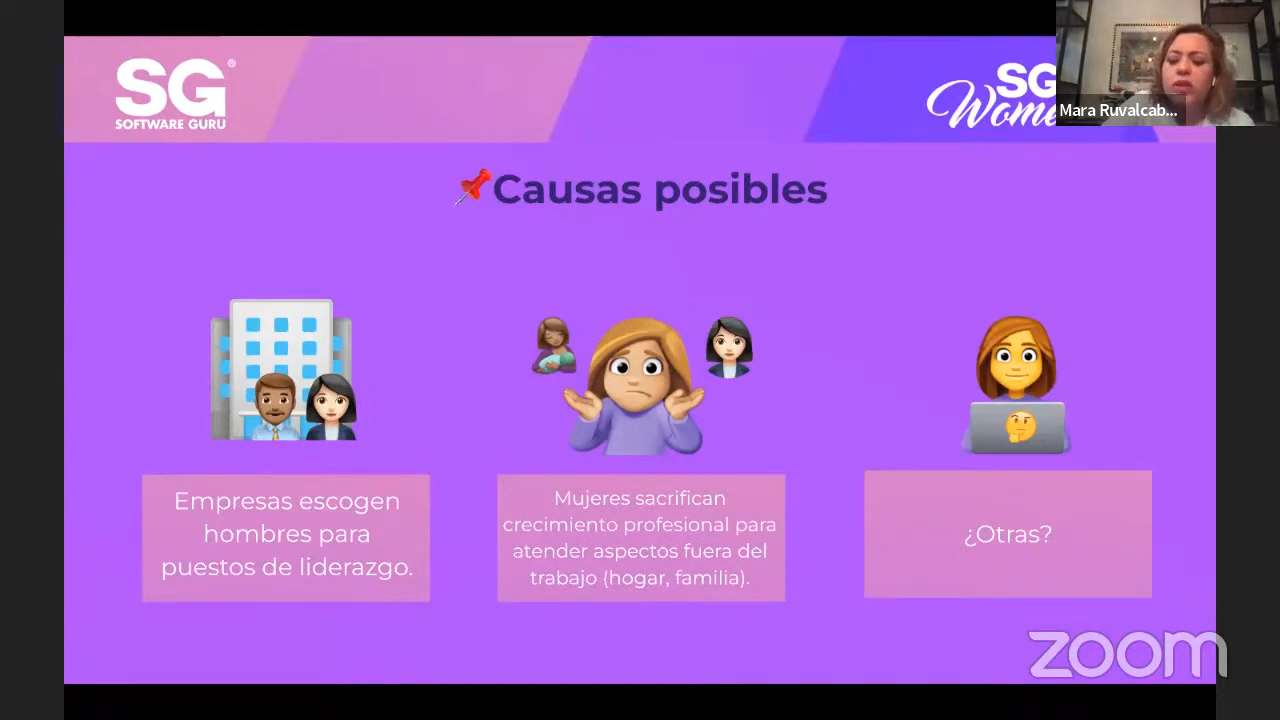 SG®
SOFTWARE GURU
SG
Wome
Mara Ruvalcab...
📌Causas posibles
Empresas escogen
hombres para
puestos de liderazgo.
Mujeres sacrifican
crecimiento profesional para
atender aspectos fuera del
trabajo (hogar, familia).
¿Otras?
zoom